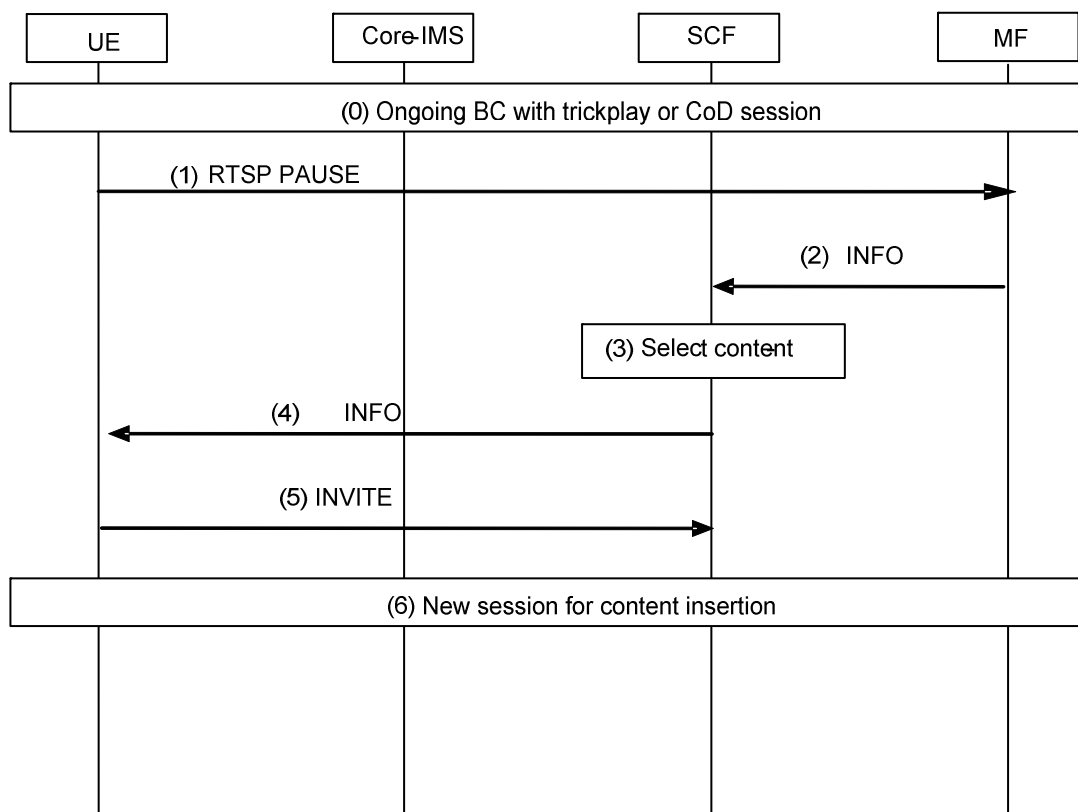 UE
Core-IMS
SCF
MF
(0) Ongoing BC with trickplay or CoD session
(1) RTSP PAUSE
(2) INFO
(3) Select content
(4) INFO
(5) INVITE
(6) New session for content insertion